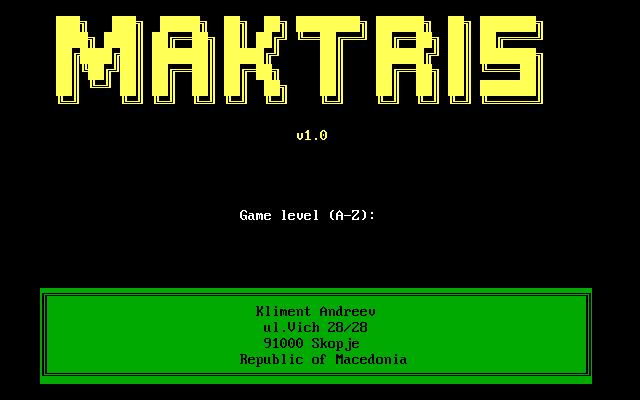 MAKTRIS
v1.0
Game level (A-Z):
Kliment Andreev
ul.Vich 28/28
91000 Skopje
Republic of Macedonia